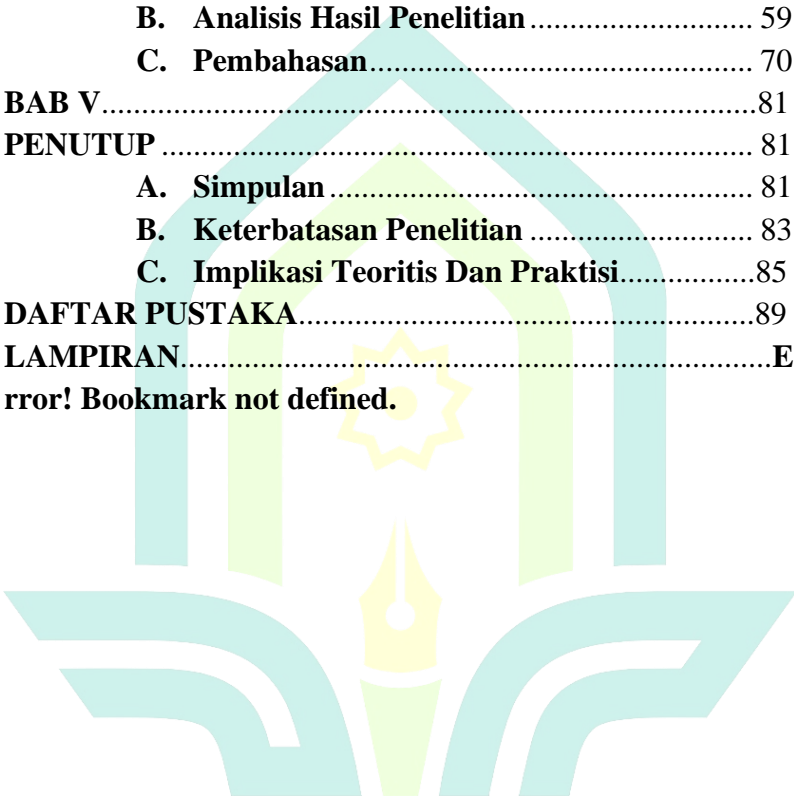 B. Analisis Hasil Penelitian .............................. 59
C. Pembahasan.................................................. 70
BAB V.......................................................................................81
PENUTUP .............................................................................. 81
A. Simpulan ........................................................ 81
B. Keterbatasan Penelitian .............................. 83
C. Implikasi Teoritis Dan Praktisi..................85
DAFTAR PUSTAKA............................................................89
LAMPIRAN..............................................................................E
rror! Bookmark not defined.